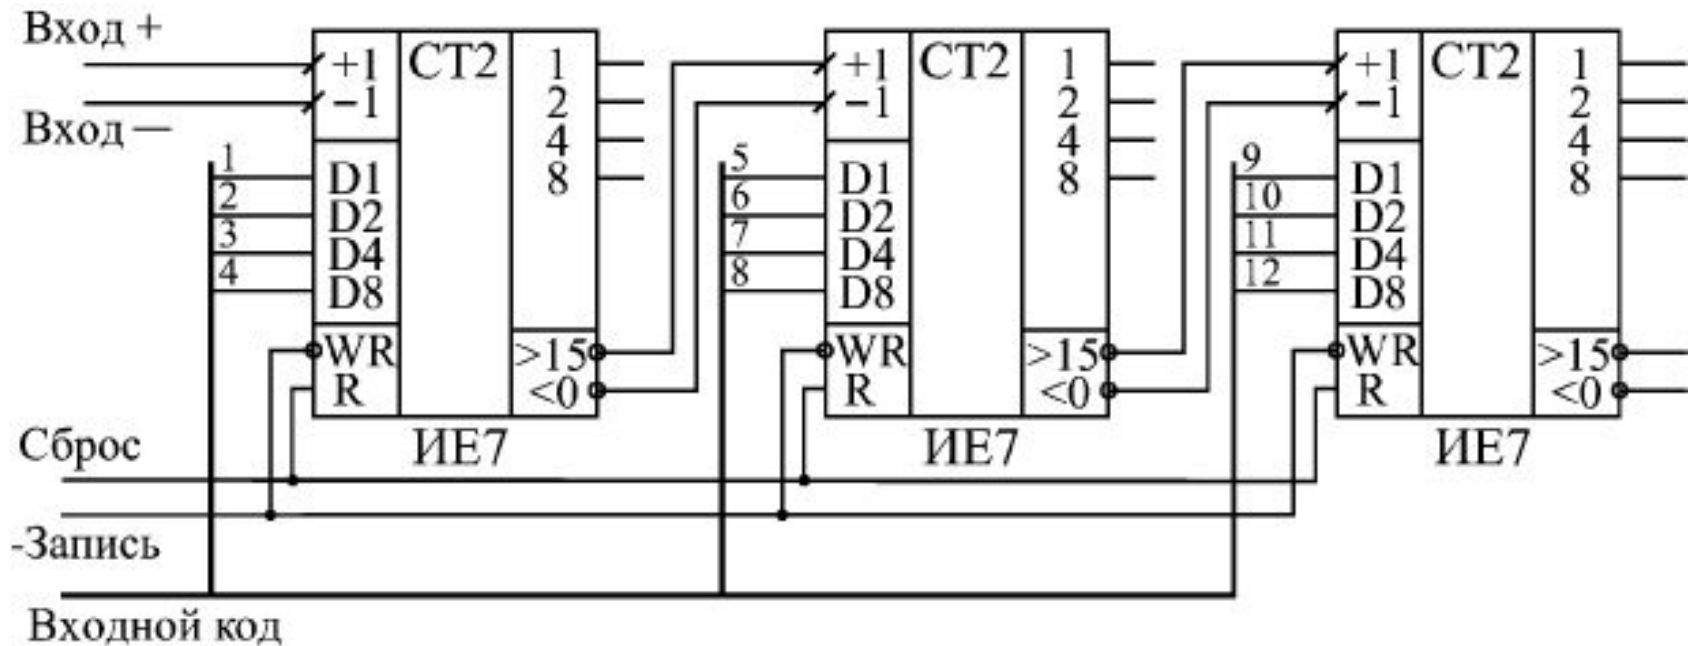 Вход +
+1 СТ2 1
−1 2
4
8
Вход —
1 D1
2 D2
3 D4
4 D8
WR >15
R <0
ИЕ7
+1 СТ2 1
−1 2
4
8
5 D1
6 D2
7 D4
8 D8
WR >15
R <0
ИЕ7
+1 СТ2 1
−1 2
4
8
9 D1
10 D2
11 D4
12 D8
WR >15
R <0
ИЕ7
Сброс
-Запись
Входной код